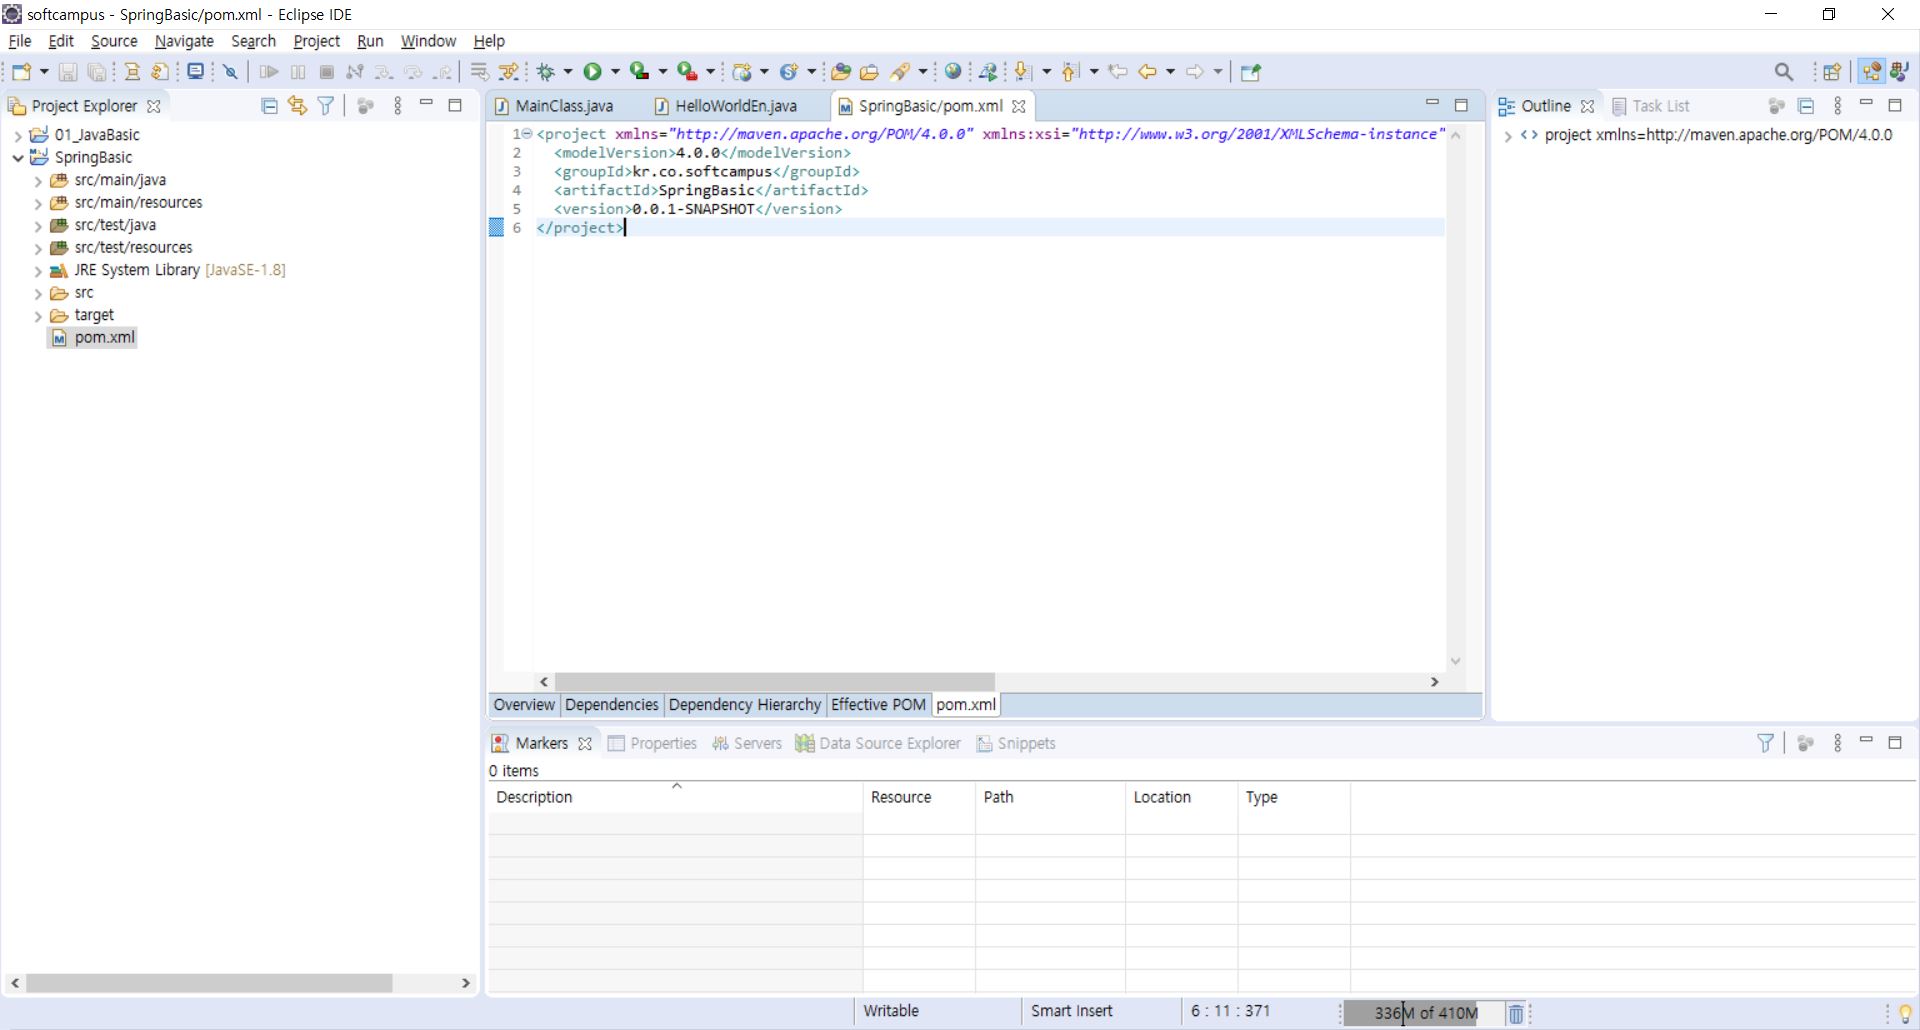 softcampus - SpringBasic/pom.xml - Eclipse IDE
File Edit Source Navigate Search Project Run Window Help
Project Explorer
01_JavaBasic
SpringBasic
src/main/java
src/main/resources
src/test/java
src/test/resources
JRE System Library [JavaSE-1.8]
src
target
pom.xml
MainClass.java HelloWorldEn.java SpringBasic/pom.xml
1 <project xmlns="http://maven.apache.org/POM/4.0.0" xmlns:xsi="http://www.w3.org/2001/XMLSchema-instance"
2 <modelVersion>4.0.0</modelVersion>
3 <groupId>kr.co.softcampus</groupId>
4 <artifactId>SpringBasic</artifactId>
5 <version>0.0.1-SNAPSHOT</version>
6 </project>
Overview Dependencies Dependency Hierarchy Effective POM pom.xml
Outline Task List
project xmlns=http://maven.apache.org/POM/4.0.0
Markers Properties Servers Data Source Explorer Snippets
0 items
Description Resource Path Location Type
Writable Smart Insert 6 : 11 : 371 336M of 410M